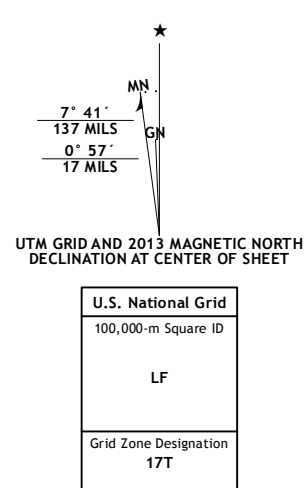 ★
MN
7° 41´
137 MILS
GN
0° 57´
17 MILS
UTM GRID AND 2013 MAGNETIC NORTH
DECLINATION AT CENTER OF SHEET
U.S. National Grid
100,000-m Square ID
LF
Grid Zone Designation
17T